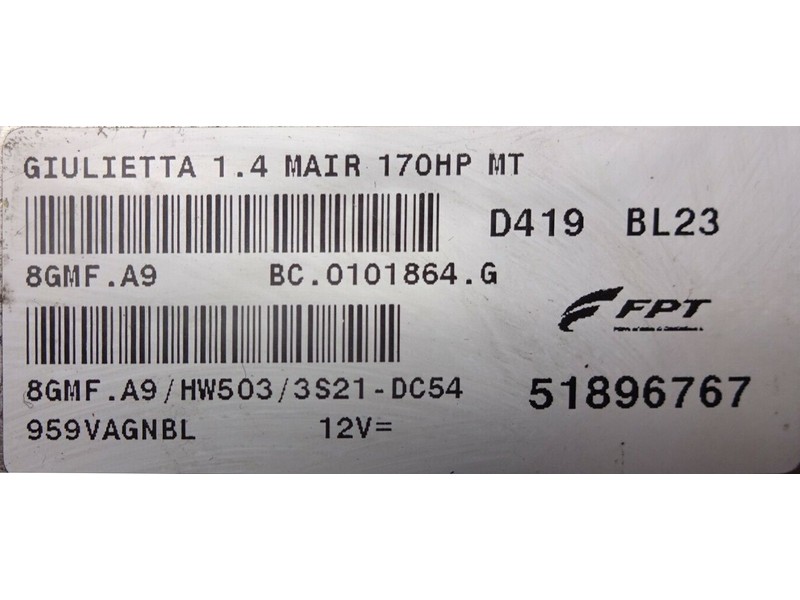 GIULIETTA 1.4 MAIR 170HP MT
D419 BL23
8GMF.A9 BC.0101864.G
FPT
8GMF.A9/HW503/3S21-DC54
51896767
959VAGNBL 12V=